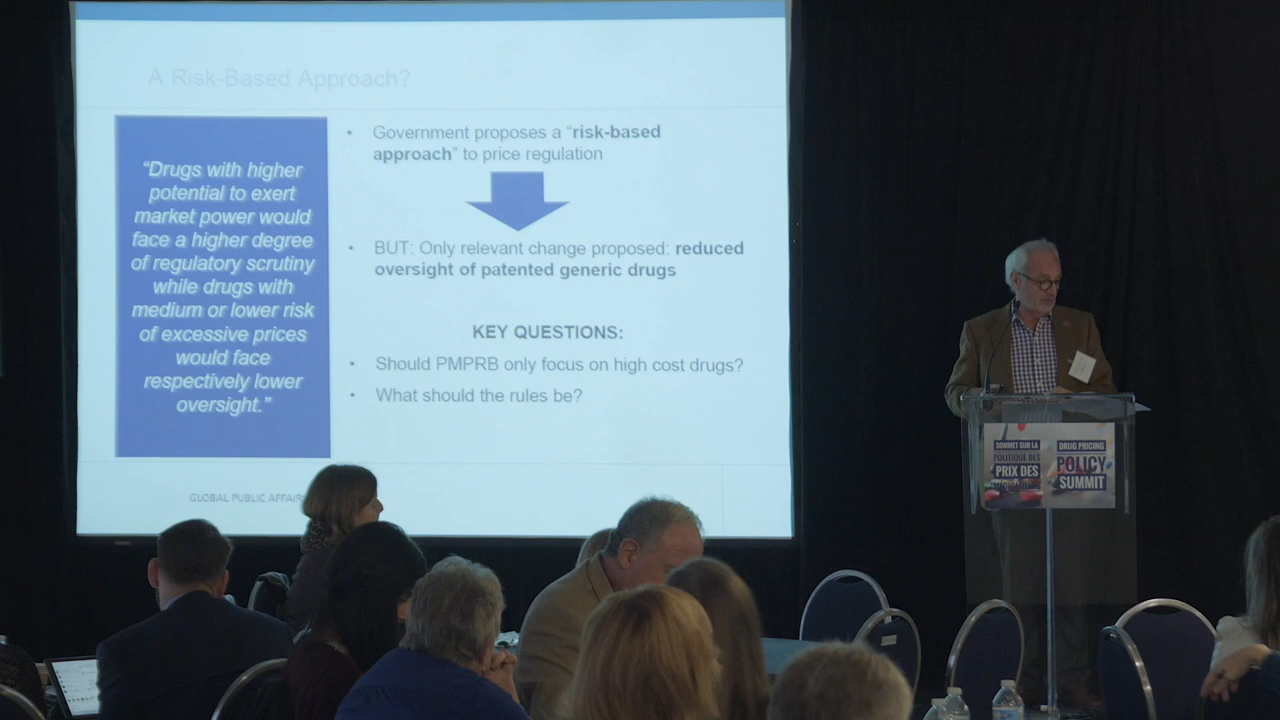 A Risk-Based Approach?
“Drugs with higher
potential to exert
market power would
face a higher degree
of regulatory scrutiny
while drugs with
medium or lower risk
of excessive prices
would face
respectively lower
oversight.”
• Government proposes a “risk-based
approach” to price regulation
• BUT: Only relevant change proposed: reduced
oversight of patented generic drugs
KEY QUESTIONS:
• Should PMPRB only focus on high cost drugs?
• What should the rules be?
GLOBAL PUBLIC AFFAIRS
SOMMET SUR LA
POLITIQUE DES
PRIX DES
DRUG PRICING
POLICY
SUMMIT